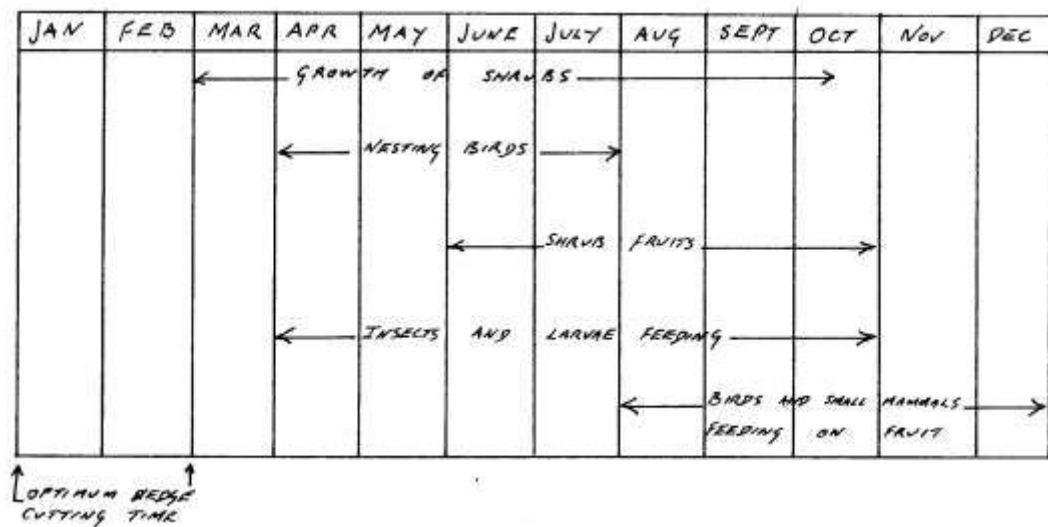 JAN FEB MAR APR MAY JUNE JULY AUG SEPT OCT NOV DEC
GROWTH OF SHRUBS
NESTING BIRDS
SHRUB FRUITS
INSECTS AND LARVAE FEEDING
BIRDS AND SMALL MAMMALS
FEEDING ON FRUIT
OPTIMUM HEDGE
CUTTING TIME